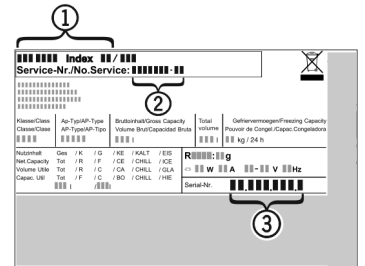 1
Index /
Service-Nr./No.Service: -
2
Klasse/Class Ap-Typ/AP-Type Bruttoinhalt/Gross Capacity Total Gefriervermoegen/Freezing Capacity
Classe/Clase AP-Type/AP-Tipo Volume Brut/Capacidad Bruta volume Pouvoir de Congel./Capac.Congeladora
l kg / 24 h
Nutzinhalt Ges / K / G / KE / KALT / EIS
Net Capacity Tot / R / F / CE / CHILL / ICE
Volume Utile Tot / R / C / CA / CHILL / GLA
Capac. Util Tot / F / C / BO / CHILL / HIE
l / l
R : g
W A - V Hz
Serial-Nr. . . .
3